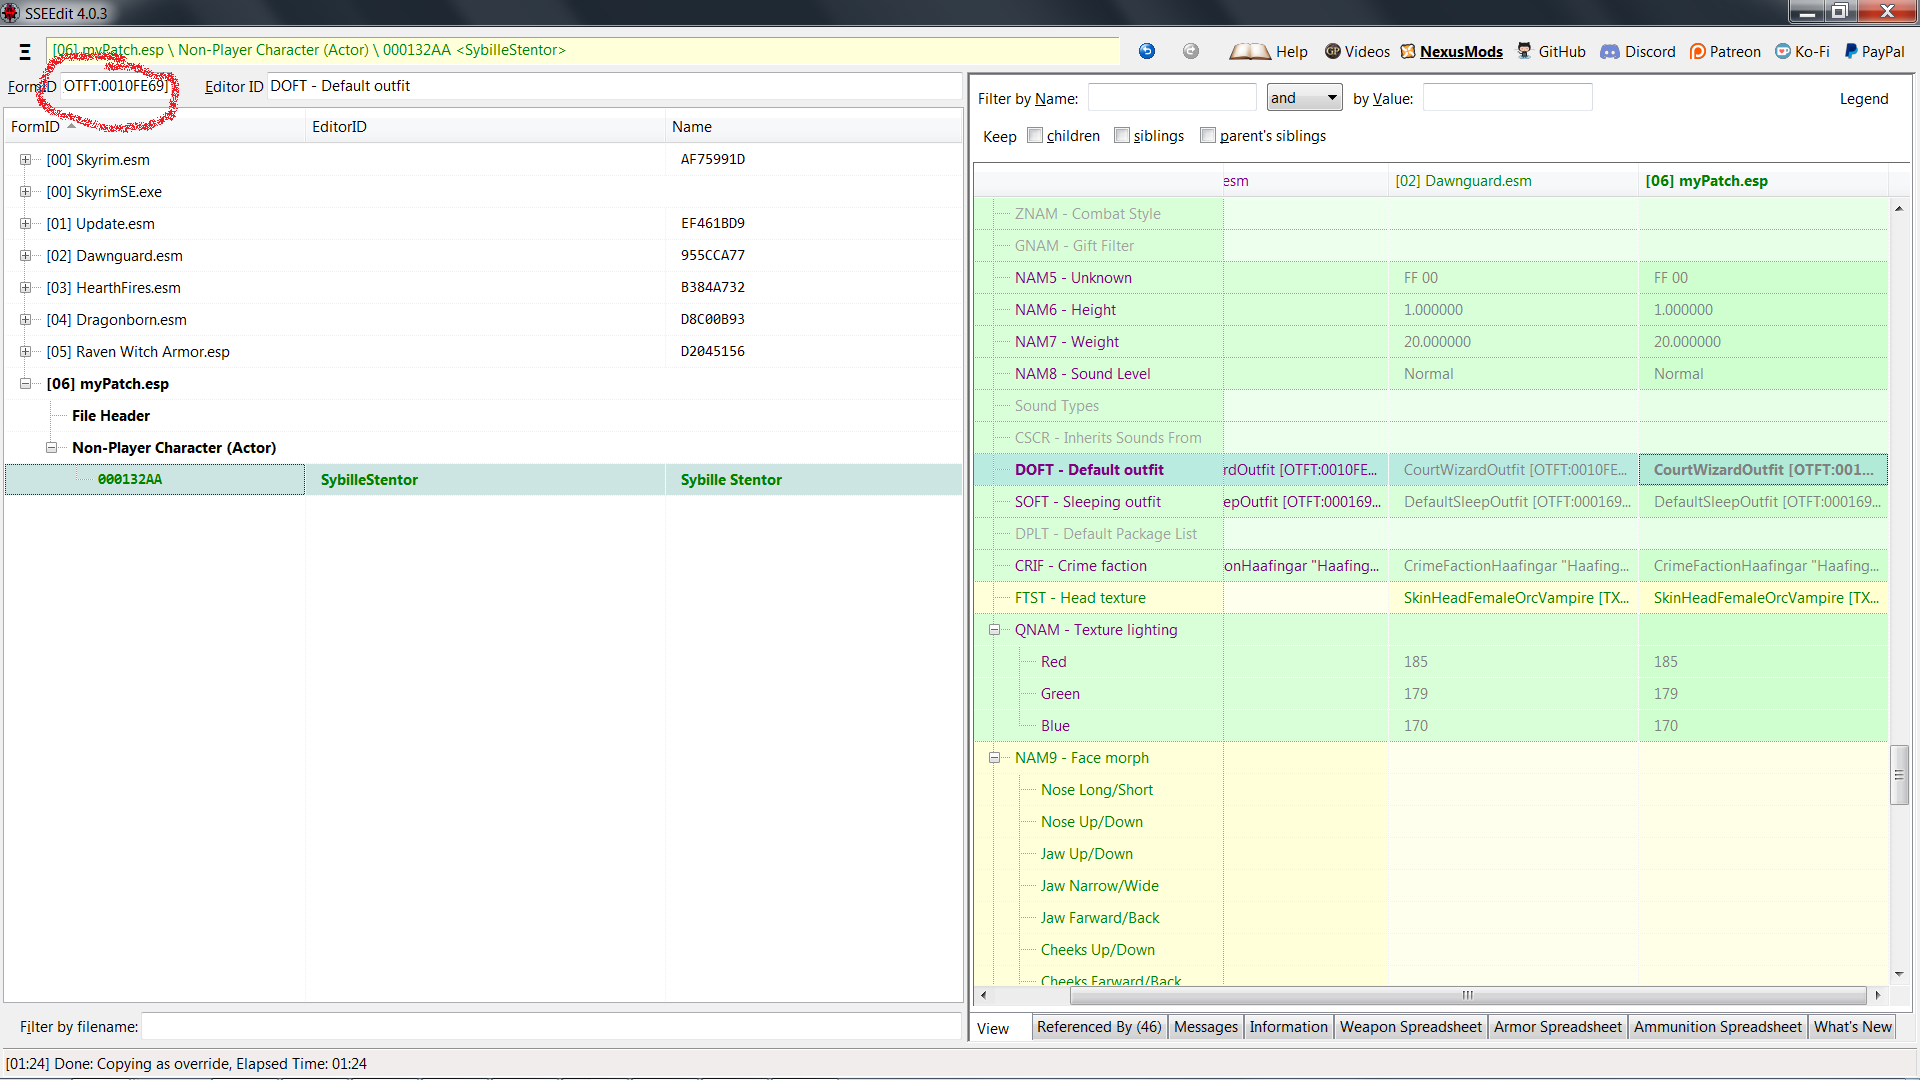 SSEEdit 4.0.3
[06] myPatch.esp \ Non-Player Character (Actor) \ 000132AA <SybilleStentor>
Help GP Videos NexusMods GitHub Discord Patreon Ko-Fi PayPal
FormID OTFT:0010FE69] Editor ID DOFT - Default outfit
FormID EditorID Name
[00] Skyrim.esm AF75991D
[00] SkyrimSE.exe
[01] Update.esm EF461BD9
[02] Dawnguard.esm 955CCA77
[03] HearthFires.esm B384A732
[04] Dragonborn.esm D8C00B93
[05] Raven Witch Armor.esp D2045156
[06] myPatch.esp
File Header
Non-Player Character (Actor)
000132AA SybilleStentor Sybille Stentor
Filter by filename:
Filter by Name: and by Value: Legend
Keep children siblings parent's siblings
esm [02] Dawnguard.esm [06] myPatch.esp
ZNAM - Combat Style
GNAM - Gift Filter
NAM5 - Unknown FF 00 FF 00
NAM6 - Height 1.000000 1.000000
NAM7 - Weight 20.000000 20.000000
NAM8 - Sound Level Normal Normal
Sound Types
CSCR - Inherits Sounds From
DOFT - Default outfit rdOutfit [OTFT:0010FE... CourtWizardOutfit [OTFT:0010FE... CourtWizardOutfit [OTFT:001...
SOFT - Sleeping outfit epOutfit [OTFT:000169... DefaultSleepOutfit [OTFT:000169... DefaultSleepOutfit [OTFT:000169...
DPLT - Default Package List
CRIF - Crime faction onHaafingar "Haafing... CrimeFactionHaafingar "Haafing... CrimeFactionHaafingar "Haafing...
FTST - Head texture SkinHeadFemaleOrcVampire [TX... SkinHeadFemaleOrcVampire [TX...
QNAM - Texture lighting
Red 185 185
Green 179 179
Blue 170 170
NAM9 - Face morph
Nose Long/Short
Nose Up/Down
Jaw Up/Down
Jaw Narrow/Wide
Jaw Farward/Back
Cheeks Up/Down
Cheeks Farward/Back
View Referenced By (46) Messages Information Weapon Spreadsheet Armor Spreadsheet Ammunition Spreadsheet What's New
[01:24] Done: Copying as override, Elapsed Time: 01:24